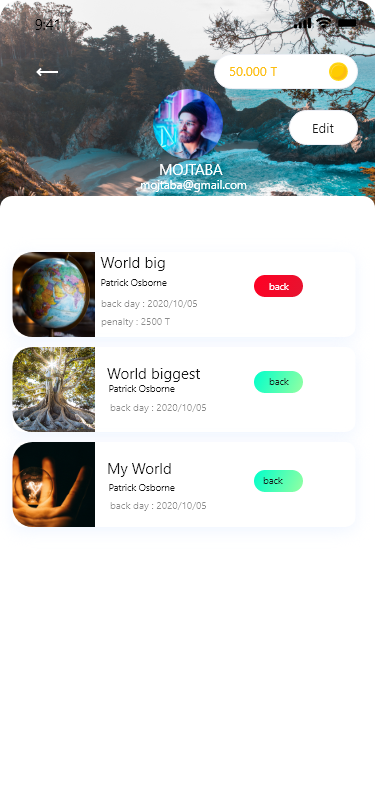 9:41
50.000 T
Edit
MOJTABA
mojtaba@gmail.com
World big
Patrick Osborne
back
back day : 2020/10/05
penalty : 2500 T
World biggest
Patrick Osborne
back
back day : 2020/10/05
My World
Patrick Osborne
back
back day : 2020/10/05